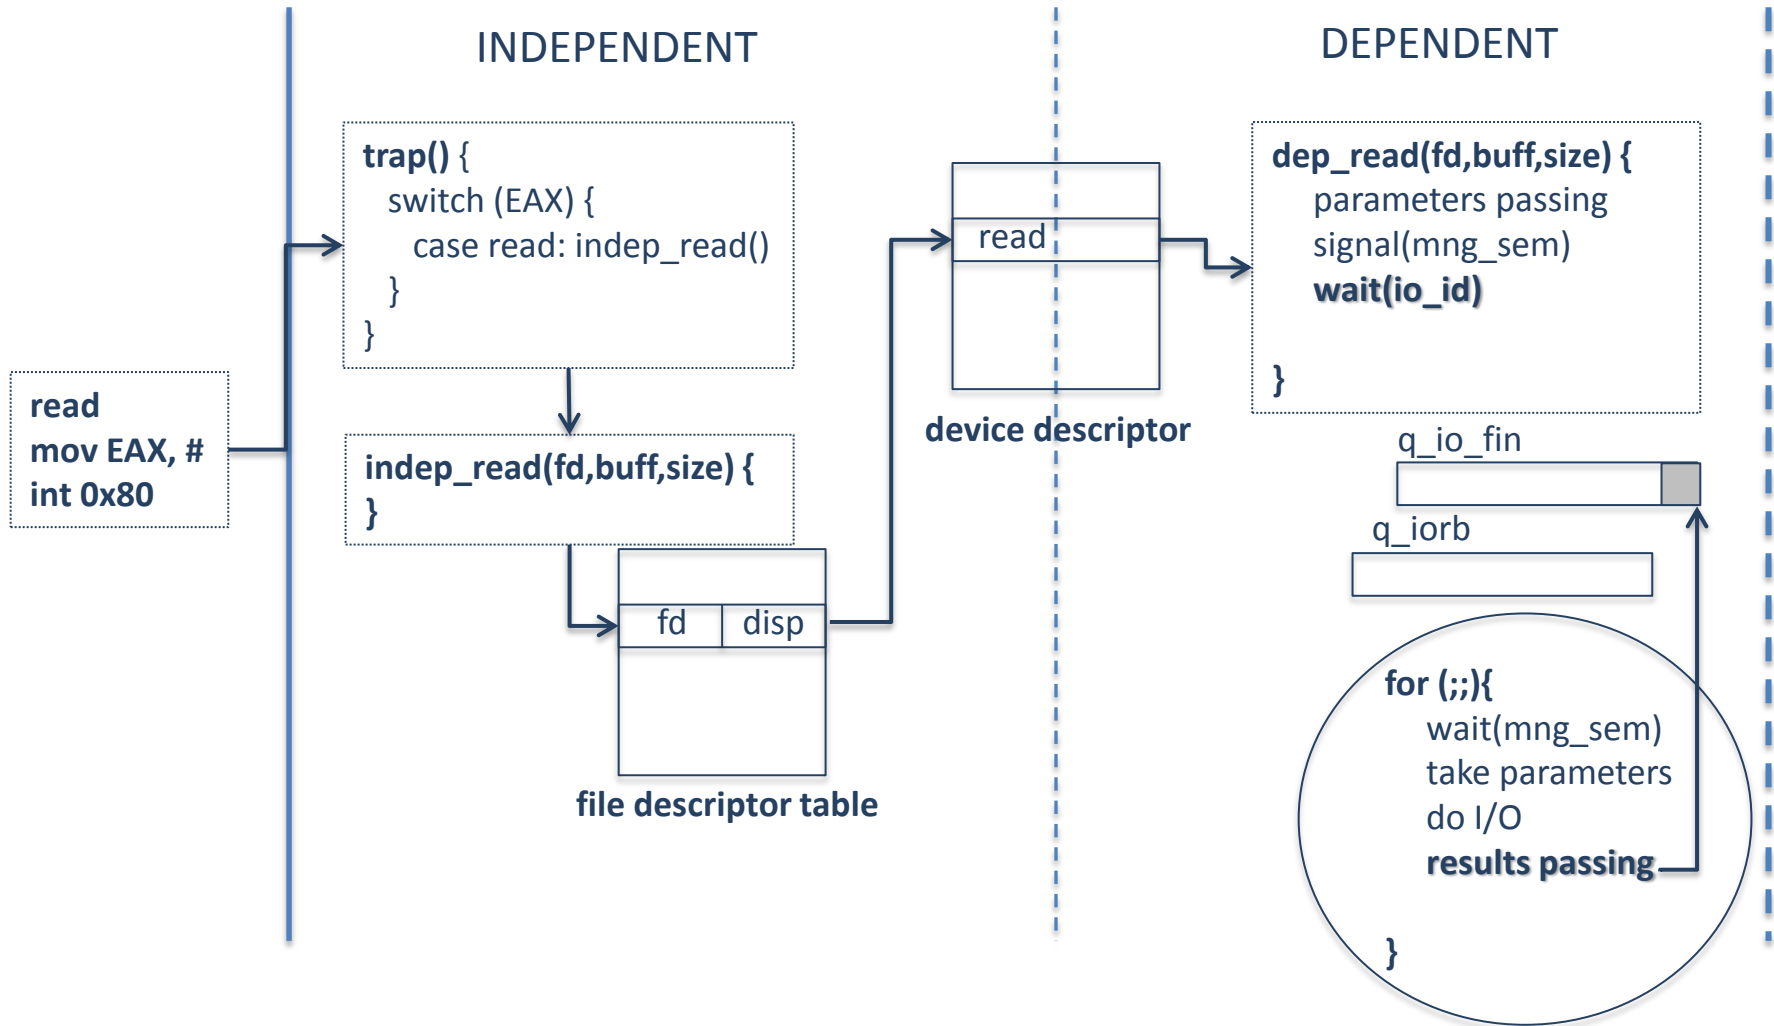 INDEPENDENT
DEPENDENT
read
mov EAX, #
int 0x80
trap() {
switch (EAX) {
case read: indep_read()
}
}
indep_read(fd,buff,size) {
}
fd disp
file descriptor table
read
device descriptor
dep_read(fd,buff,size) {
parameters passing
signal(mng_sem)
wait(io_id)
}
q_io_fin
q_iorb
for (;;){
wait(mng_sem)
take parameters
do I/O
results passing
}